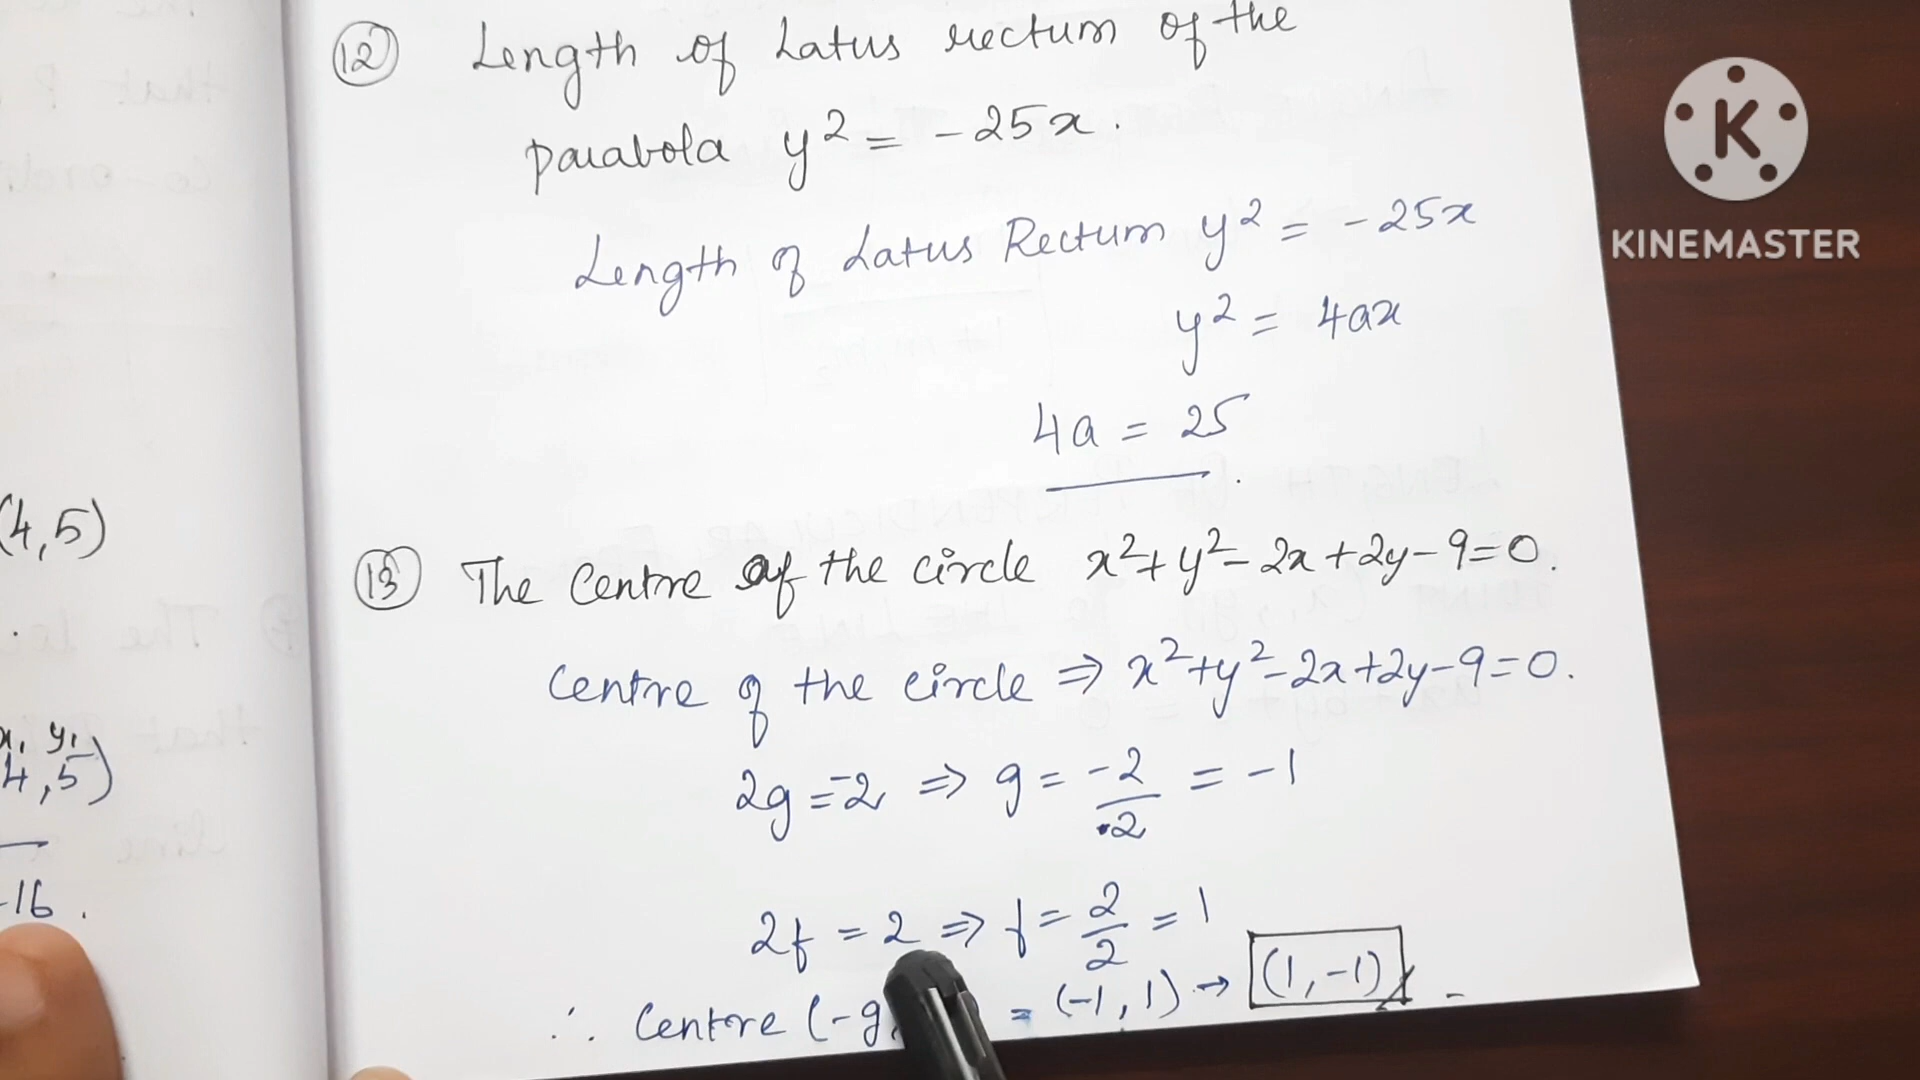 (12) Length of Latus rectum of the
parabola y² = -25x.
Length of Latus Rectum y² = -25x
y² = 4ax
4a = 25
(13) The Centre of the circle x²+y²-2x+2y-9=0.
Centre of the circle ⇒ x²+y²-2x+2y-9=0.
2g = -2 ⇒ g = -2/2 = -1
2f = 2 ⇒ f = 2/2 = 1
∴ Centre (-g, = (-1, 1) → (1, -1)
(4,5)
x₁ y₁
4,5)
-16.
KINEMASTER